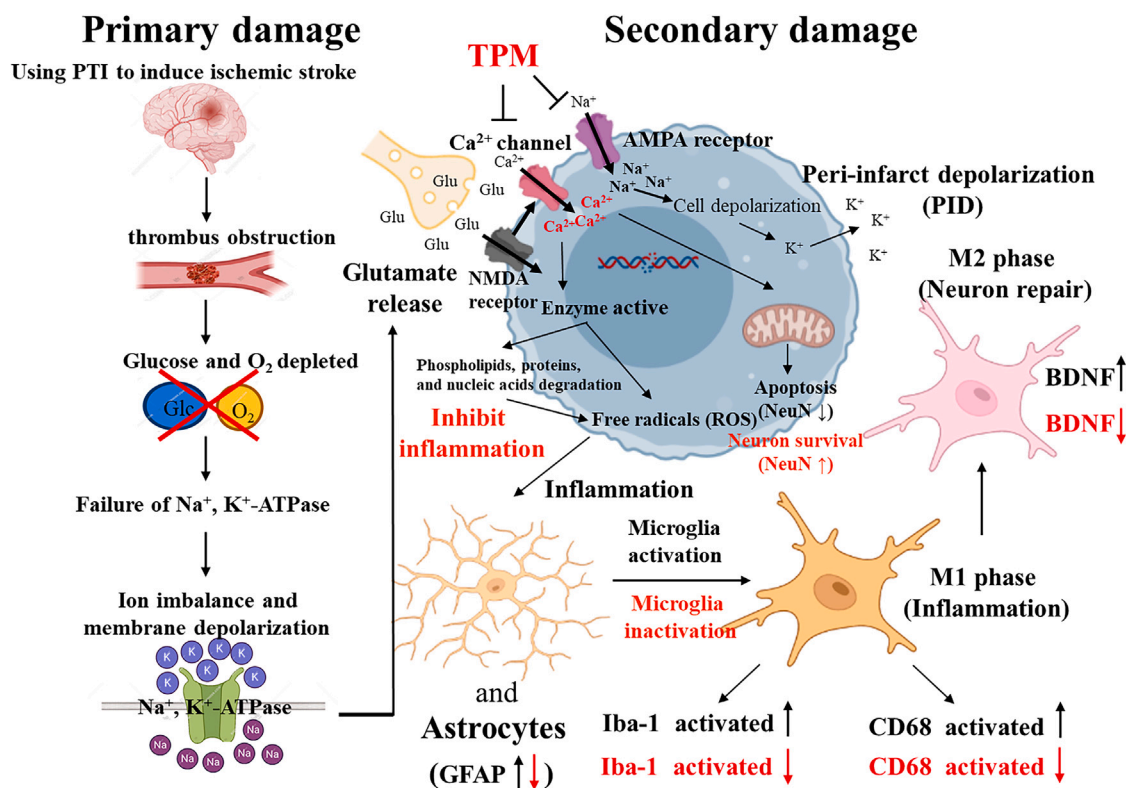 Primary damage
Using PTI to induce ischemic stroke
thrombus obstruction
Glucose and O₂ depleted
Glc
O₂
Failure of Na⁺, K⁺-ATPase
Ion imbalance and
membrane depolarization
K
K
K
K
K
K
K
Na⁺, K⁺-ATPase
Na
Na
Na
Na
Na
Na
Secondary damage
TPM
Na⁺
Ca²⁺ channel
AMPA receptor
Ca²⁺
Glu
Glu
Glu
Glu
Glu
Na⁺
Na⁺
Na⁺
Ca²⁺
Ca²⁺
Ca²⁺
Cell depolarization
K⁺
Peri-infarct depolarization
(PID)
K⁺
K⁺
K⁺
Glutamate
release
NMDA
receptor
Enzyme active
Phospholipids, proteins,
and nucleic acids degradation
Free radicals (ROS)
Apoptosis
(NeuN ↓)
Neuron survival
(NeuN ↑)
Inhibit
inflammation
Inflammation
M2 phase
(Neuron repair)
BDNF ↑
BDNF ↓
Microglia
activation
Microglia
inactivation
M1 phase
(Inflammation)
and
Astrocytes
(GFAP ↑ ↓)
Iba-1 activated ↑
Iba-1 activated ↓
CD68 activated ↑
CD68 activated ↓